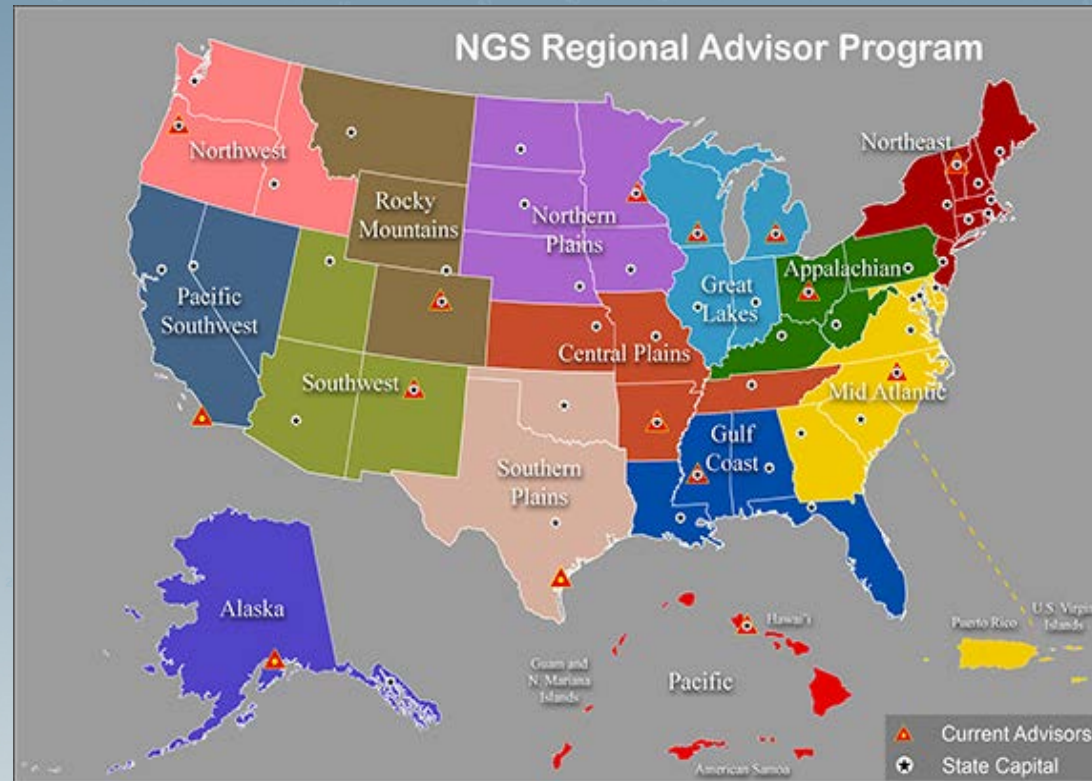 NGS Regional Advisor Program
Northwest
Northeast
Rocky
Mountains
Northern
Plains
Great
Lakes
Appalachian
Pacific
Southwest
Central Plains
Southwest
Mid Atlantic
Gulf
Coast
Southern
Plains
Alaska
Hawai'i
Puerto Rico
U.S. Virgin
Islands
Guam and
N. Mariana
Islands
Pacific
American Samoa
Current Advisors
State Capital